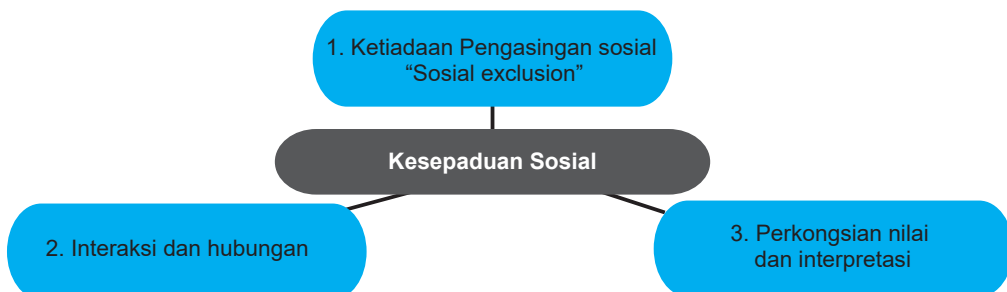 1. Ketiadaan Pengasingan sosial
“Sosial exclusion”
Kesepaduan Sosial
2. Interaksi dan hubungan
3. Perkongsian nilai
dan interpretasi